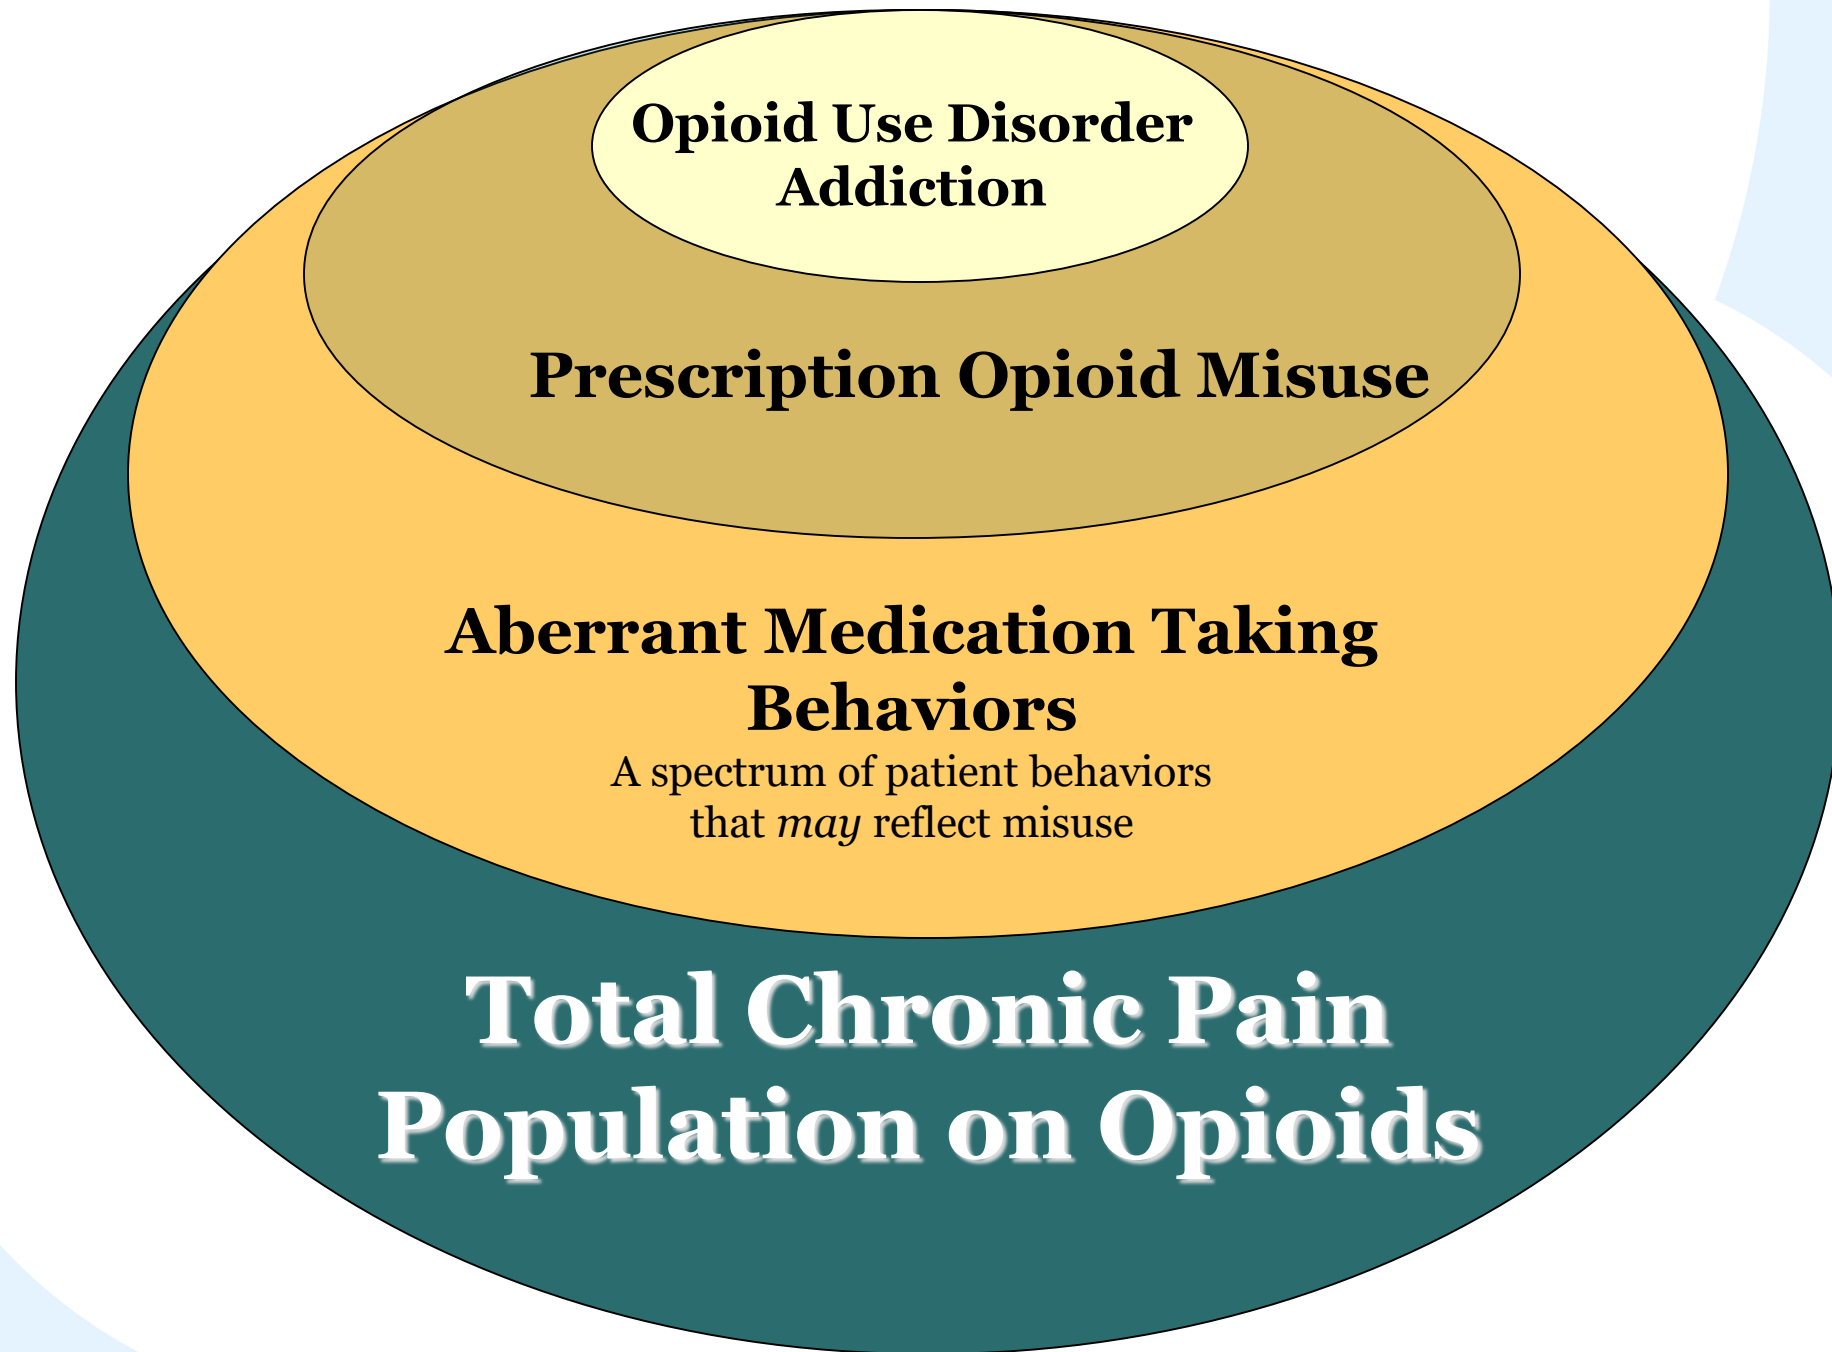 Opioid Use Disorder
Addiction
Prescription Opioid Misuse
Aberrant Medication Taking
Behaviors
A spectrum of patient behaviors
that may reflect misuse
Total Chronic Pain
Population on Opioids